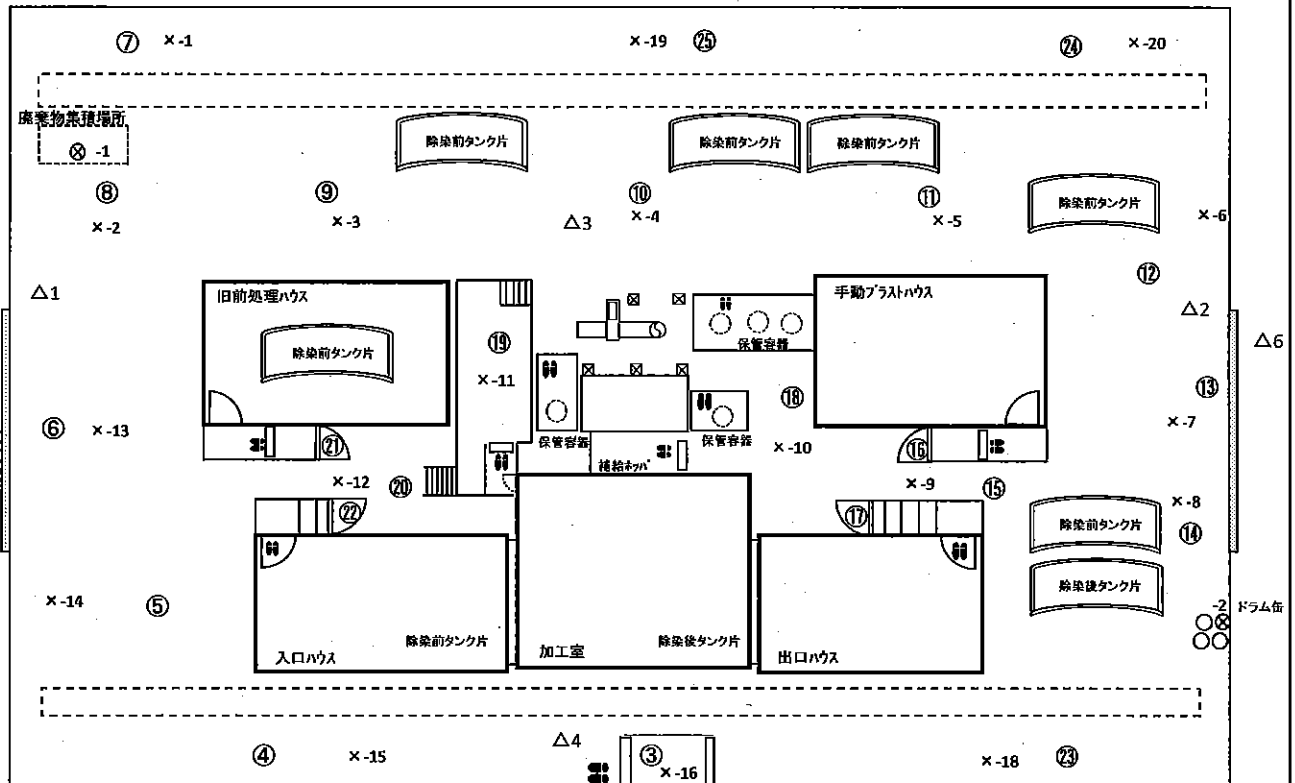 ⑦ ×-1 ×-19 ㉕ ㉔ ×-20
廃棄物集積場所
⊗ -1
除染前タンク片 除染前タンク片 除染前タンク片
除染前タンク片
⑧ ⑨ ⑩ ⑪
×-2 ×-3 △3 ×-4 ×-5 ×-6
⑫
△1 旧前処理ハウス 手動ブラストハウス △2
保管容器
除染前タンク片 ⑲ △6
×-11 ⑱ ⑬
⑥ ×-13 ×-7
保管容器 保管容器 ×-10
㉑ 補給ホッパ ⑯
×-12 ⑳ ×-9 ⑮ ×-8
㉒ ⑰ 除染前タンク片 ⑭
×-14 ⑤ 除染後タンク片
-2 ドラム缶
入口ハウス 除染前タンク片 加工室 除染後タンク片 出口ハウス
④ ×-15 △4 ③ ×-16 ×-18 ㉓